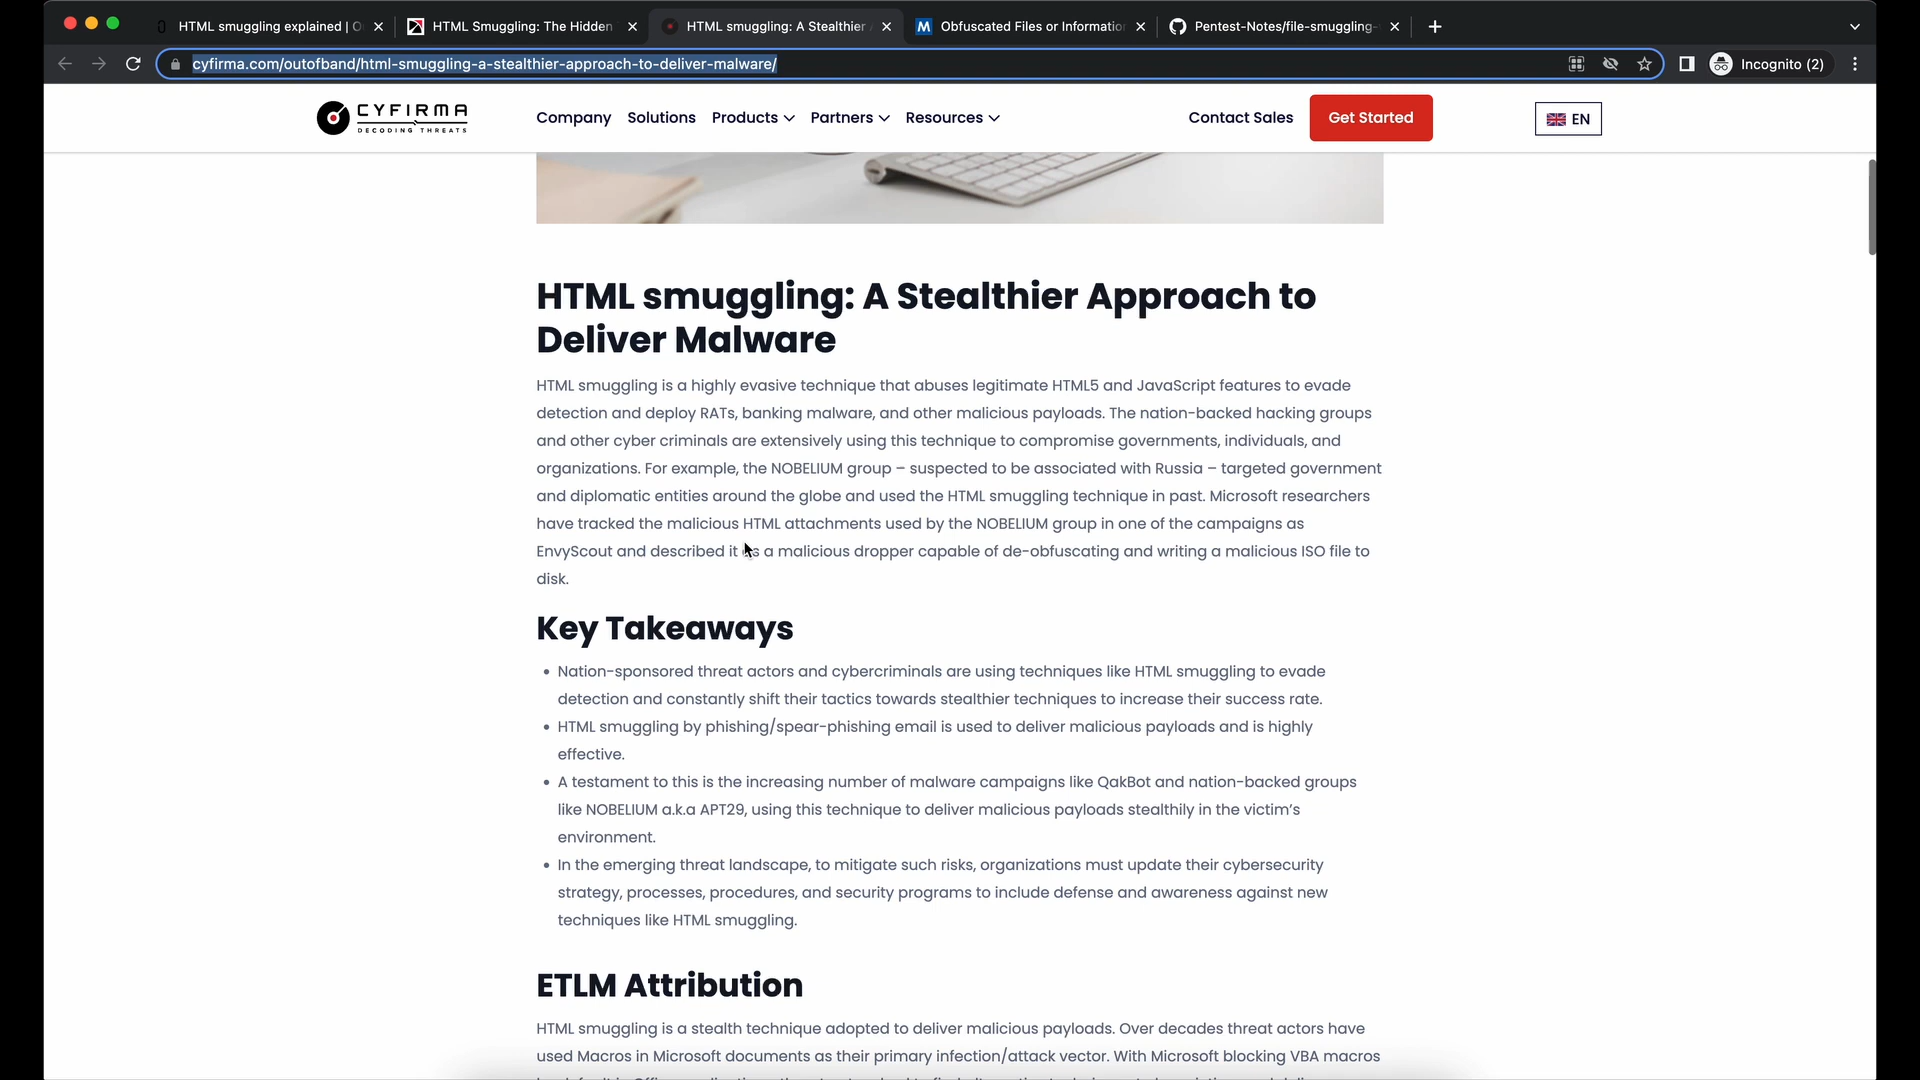 HTML smuggling explained | O
HTML Smuggling: The Hidden
HTML smuggling: A Stealthier
Obfuscated Files or Informatio
Pentest-Notes/file-smuggling-
cyfirma.com/outofband/html-smuggling-a-stealthier-approach-to-deliver-malware/
Incognito (2)
CYFIRMA
DECODING THREATS
Company
Solutions
Products
Partners
Resources
Contact Sales
Get Started
EN
HTML smuggling: A Stealthier Approach to
Deliver Malware
HTML smuggling is a highly evasive technique that abuses legitimate HTML5 and JavaScript features to evade
detection and deploy RATs, banking malware, and other malicious payloads. The nation-backed hacking groups
and other cyber criminals are extensively using this technique to compromise governments, individuals, and
organizations. For example, the NOBELIUM group – suspected to be associated with Russia – targeted government
and diplomatic entities around the globe and used the HTML smuggling technique in past. Microsoft researchers
have tracked the malicious HTML attachments used by the NOBELIUM group in one of the campaigns as
EnvyScout and described it as a malicious dropper capable of de-obfuscating and writing a malicious ISO file to
disk.
Key Takeaways
• Nation-sponsored threat actors and cybercriminals are using techniques like HTML smuggling to evade
detection and constantly shift their tactics towards stealthier techniques to increase their success rate.
• HTML smuggling by phishing/spear-phishing email is used to deliver malicious payloads and is highly
effective.
• A testament to this is the increasing number of malware campaigns like QakBot and nation-backed groups
like NOBELIUM a.k.a APT29, using this technique to deliver malicious payloads stealthily in the victim's
environment.
• In the emerging threat landscape, to mitigate such risks, organizations must update their cybersecurity
strategy, processes, procedures, and security programs to include defense and awareness against new
techniques like HTML smuggling.
ETLM Attribution
HTML smuggling is a stealth technique adopted to deliver malicious payloads. Over decades threat actors have
used Macros in Microsoft documents as their primary infection/attack vector. With Microsoft blocking VBA macros